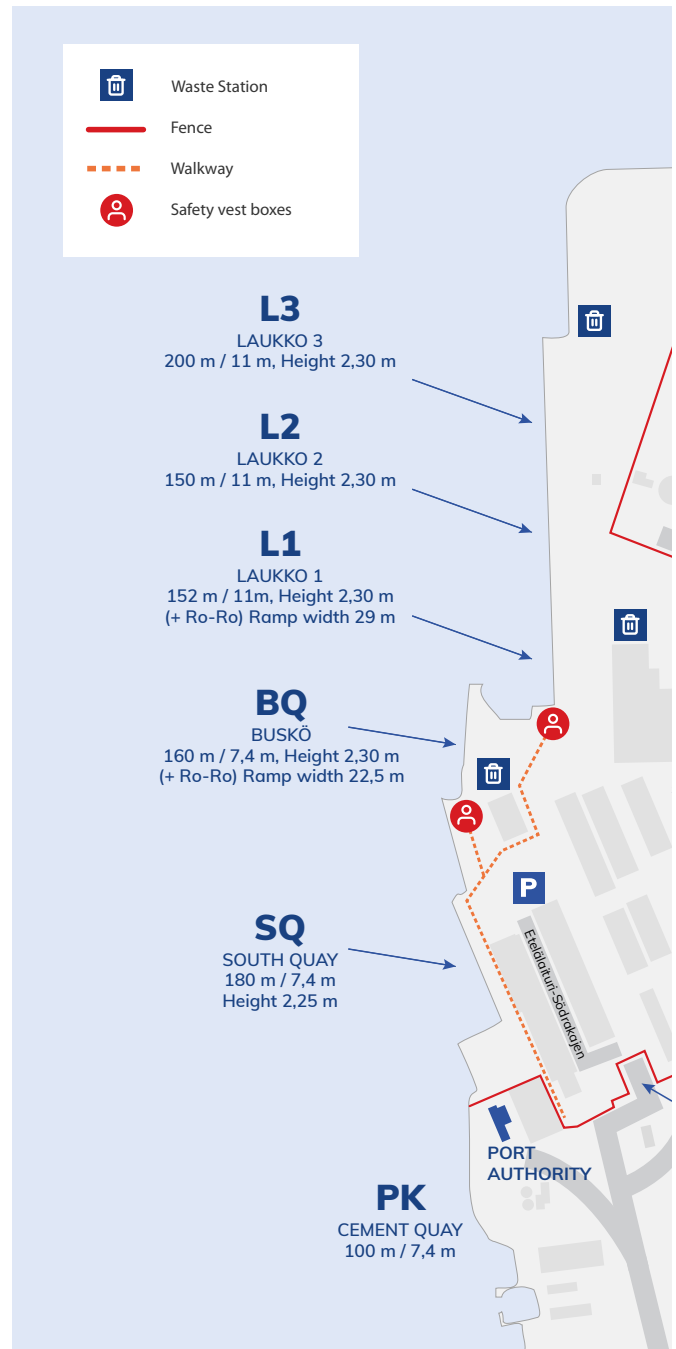 Waste Station
Fence
Walkway
Safety vest boxes
L3
LAUKKO 3
200 m / 11 m, Height 2,30 m
L2
LAUKKO 2
150 m / 11 m, Height 2,30 m
L1
LAUKKO 1
152 m / 11m, Height 2,30 m
(+ Ro-Ro) Ramp width 29 m
BQ
BUSKÖ
160 m / 7,4 m, Height 2,30 m
(+ Ro-Ro) Ramp width 22,5 m
P
SQ
SOUTH QUAY
180 m / 7,4 m
Height 2,25 m
Etelälaituri-Södrakajen
PORT
AUTHORITY
PK
CEMENT QUAY
100 m / 7,4 m